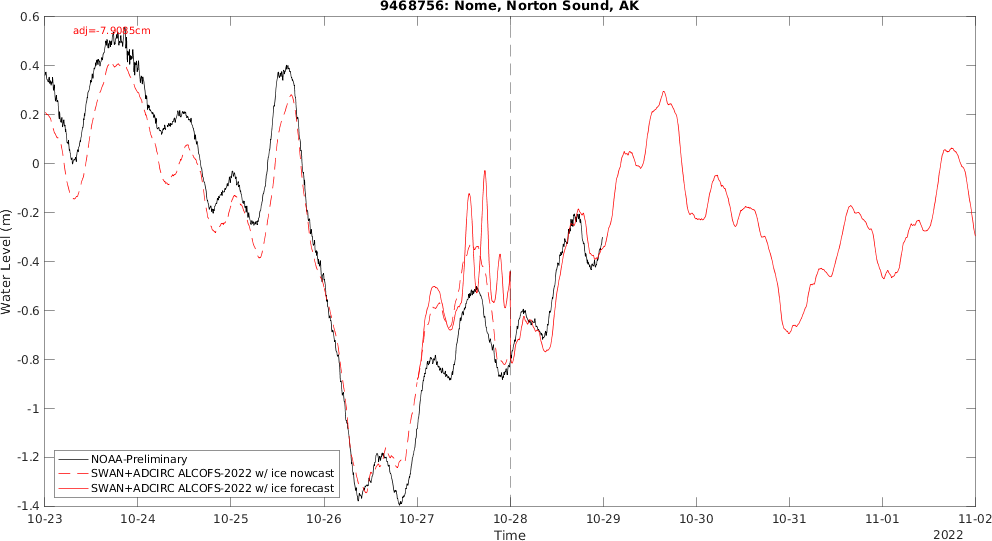 9468756: Nome, Norton Sound, AK
adj=-7.9085cm
0.6
0.4
0.2
0
-0.2
-0.4
-0.6
-0.8
-1
-1.2
-1.4
Water Level (m)
NOAA-Preliminary
SWAN+ADCIRC ALCOFS-2022 w/ ice nowcast
SWAN+ADCIRC ALCOFS-2022 w/ ice forecast
10-23 10-24 10-25 10-26 10-27 10-28 10-29 10-30 10-31 11-01 11-02
Time
2022